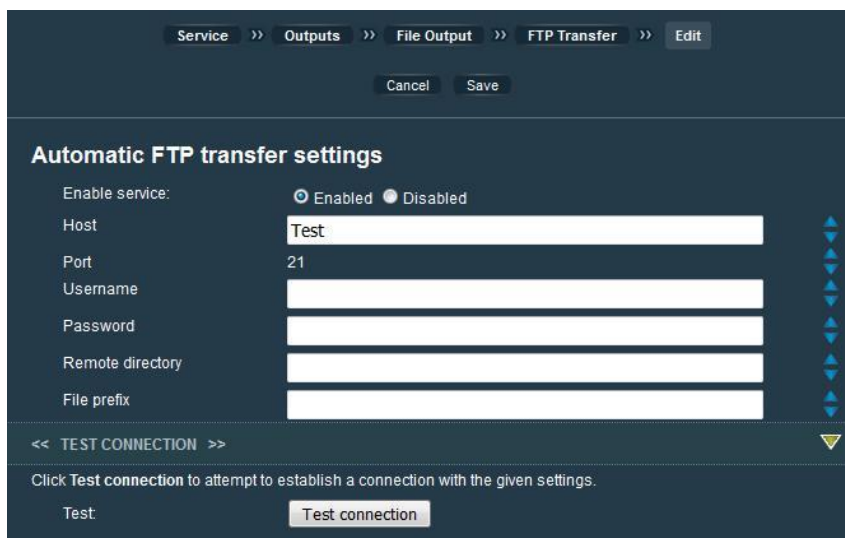 Service >> Outputs >> File Output >> FTP Transfer >> Edit
Cancel Save
Automatic FTP transfer settings
Enable service: Enabled Disabled
Host Test
Port 21
Username
Password
Remote directory
File prefix
<< TEST CONNECTION >>
Click Test connection to attempt to establish a connection with the given settings.
Test: Test connection